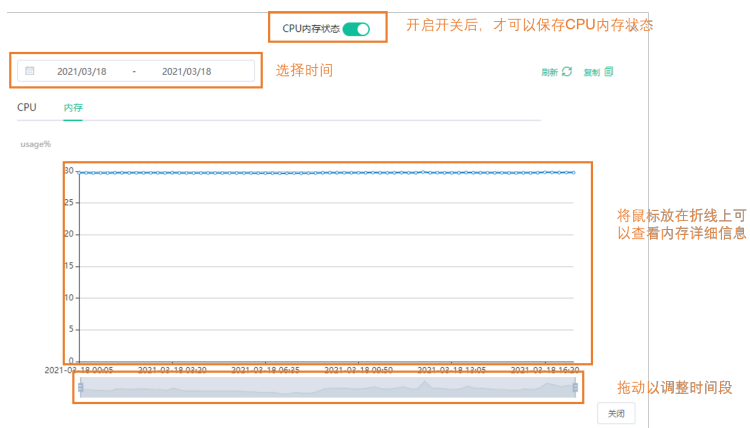 CPU内存状态
开启开关后，才可以保存CPU内存状态
2021/03/18 - 2021/03/18
选择时间
刷新 复制
CPU 内存
usage%
30
25
20
15
10
5
0
2021-03-18 00:05 2021-03-18 03:20 2021-03-18 06:35 2021-03-18 09:50 2021-03-18 13:05 2021-03-18 16:20
将鼠标放在折线上可
以查看内存详细信息
拖动以调整时间段
关闭